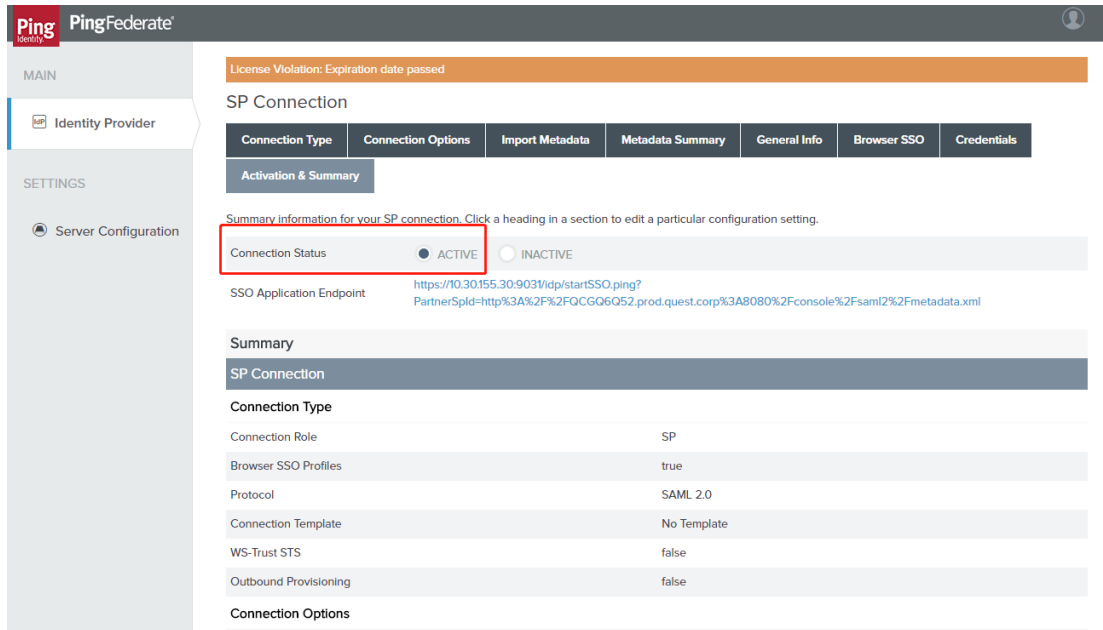 Ping
Identity
PingFederate
License Violation: Expiration date passed
MAIN
SP Connection
IdP Identity Provider
Connection Type Connection Options Import Metadata Metadata Summary General Info Browser SSO Credentials
Activation & Summary
SETTINGS
Server Configuration
Summary information for your SP connection. Click a heading in a section to edit a particular configuration setting.
Connection Status ACTIVE INACTIVE
SSO Application Endpoint https://10.30.155.30:9031/idp/startSSO.ping?
PartnerSpId=http%3A%2F%2FQCGQ6Q52.prod.quest.corp%3A8080%2Fconsole%2Fsaml2%2Fmetadata.xml
Summary
SP Connection
Connection Type
Connection Role SP
Browser SSO Profiles true
Protocol SAML 2.0
Connection Template No Template
WS-Trust STS false
Outbound Provisioning false
Connection Options